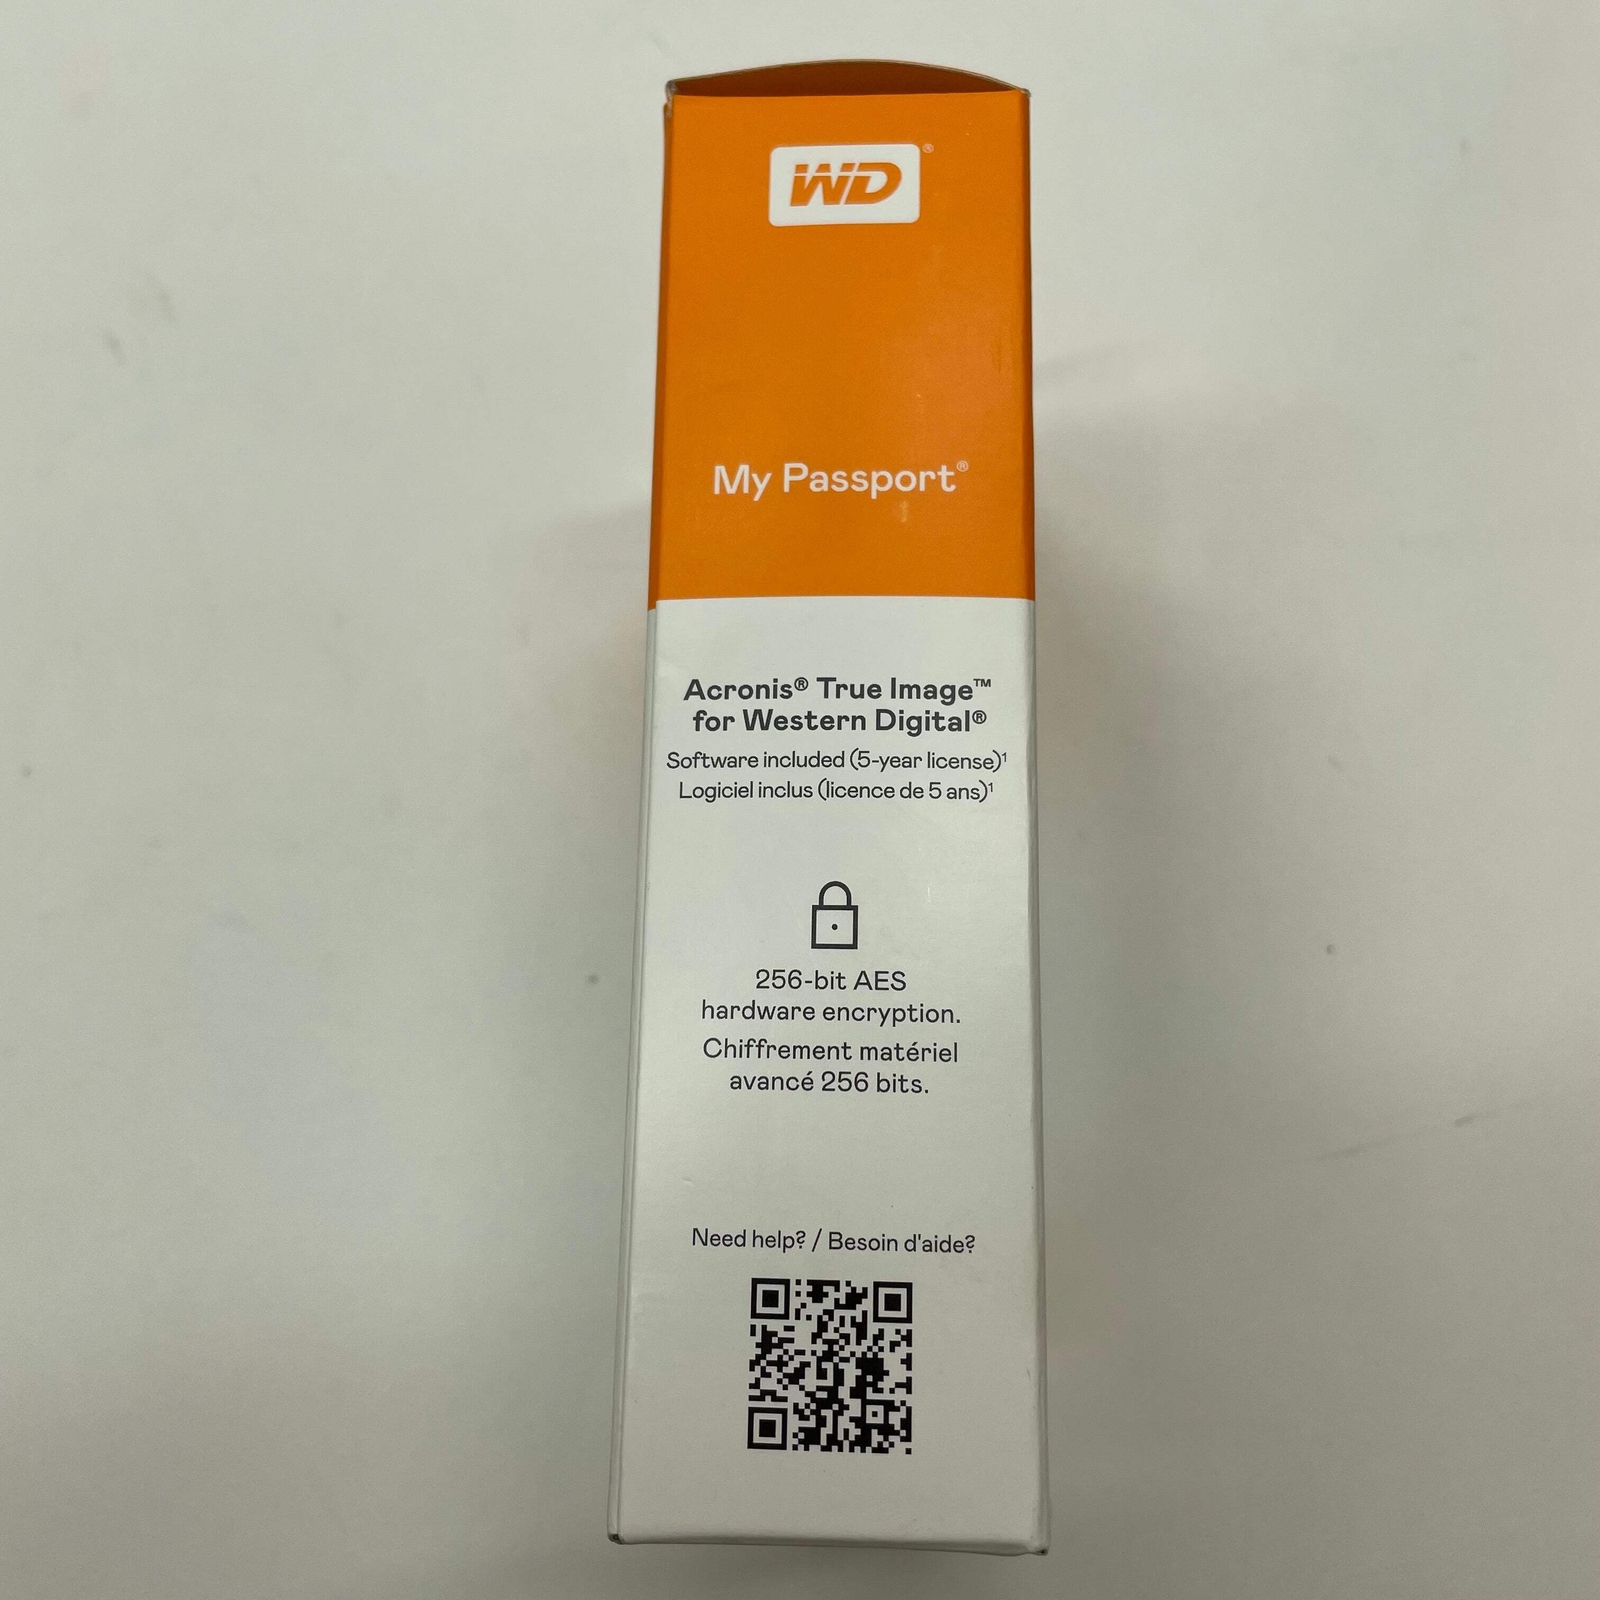 WD®
My Passport®
Acronis® True Image™
for Western Digital®
Software included (5-year license)¹
Logiciel inclus (licence de 5 ans)¹
256-bit AES
hardware encryption.
Chiffrement matériel
avancé 256 bits.
Need help? / Besoin d'aide?